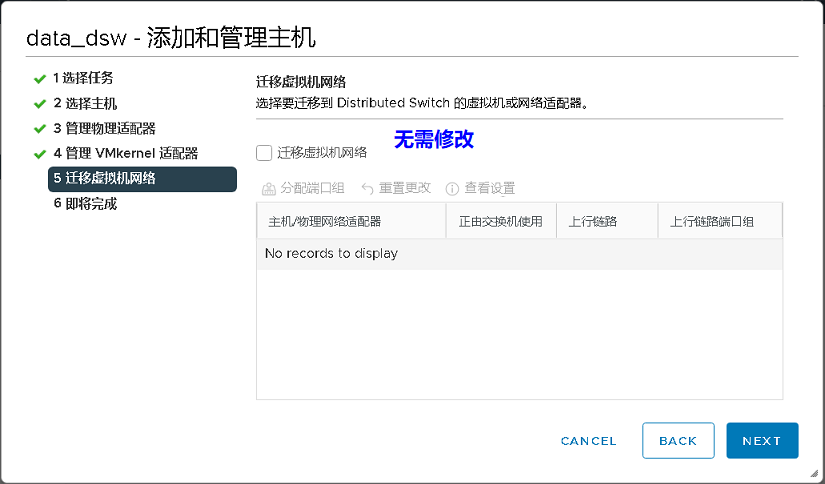 data_dsw - 添加和管理主机
1 选择任务
2 选择主机
3 管理物理适配器
4 管理 VMkernel 适配器
5 迁移虚拟机网络
6 即将完成
迁移虚拟机网络
选择要迁移到 Distributed Switch 的虚拟机或网络适配器。
无需修改
迁移虚拟机网络
分配端口组 重置更改 查看设置
主机/物理网络适配器 正由交换机使用 上行链路 上行链路端口组
No records to display
CANCEL BACK NEXT